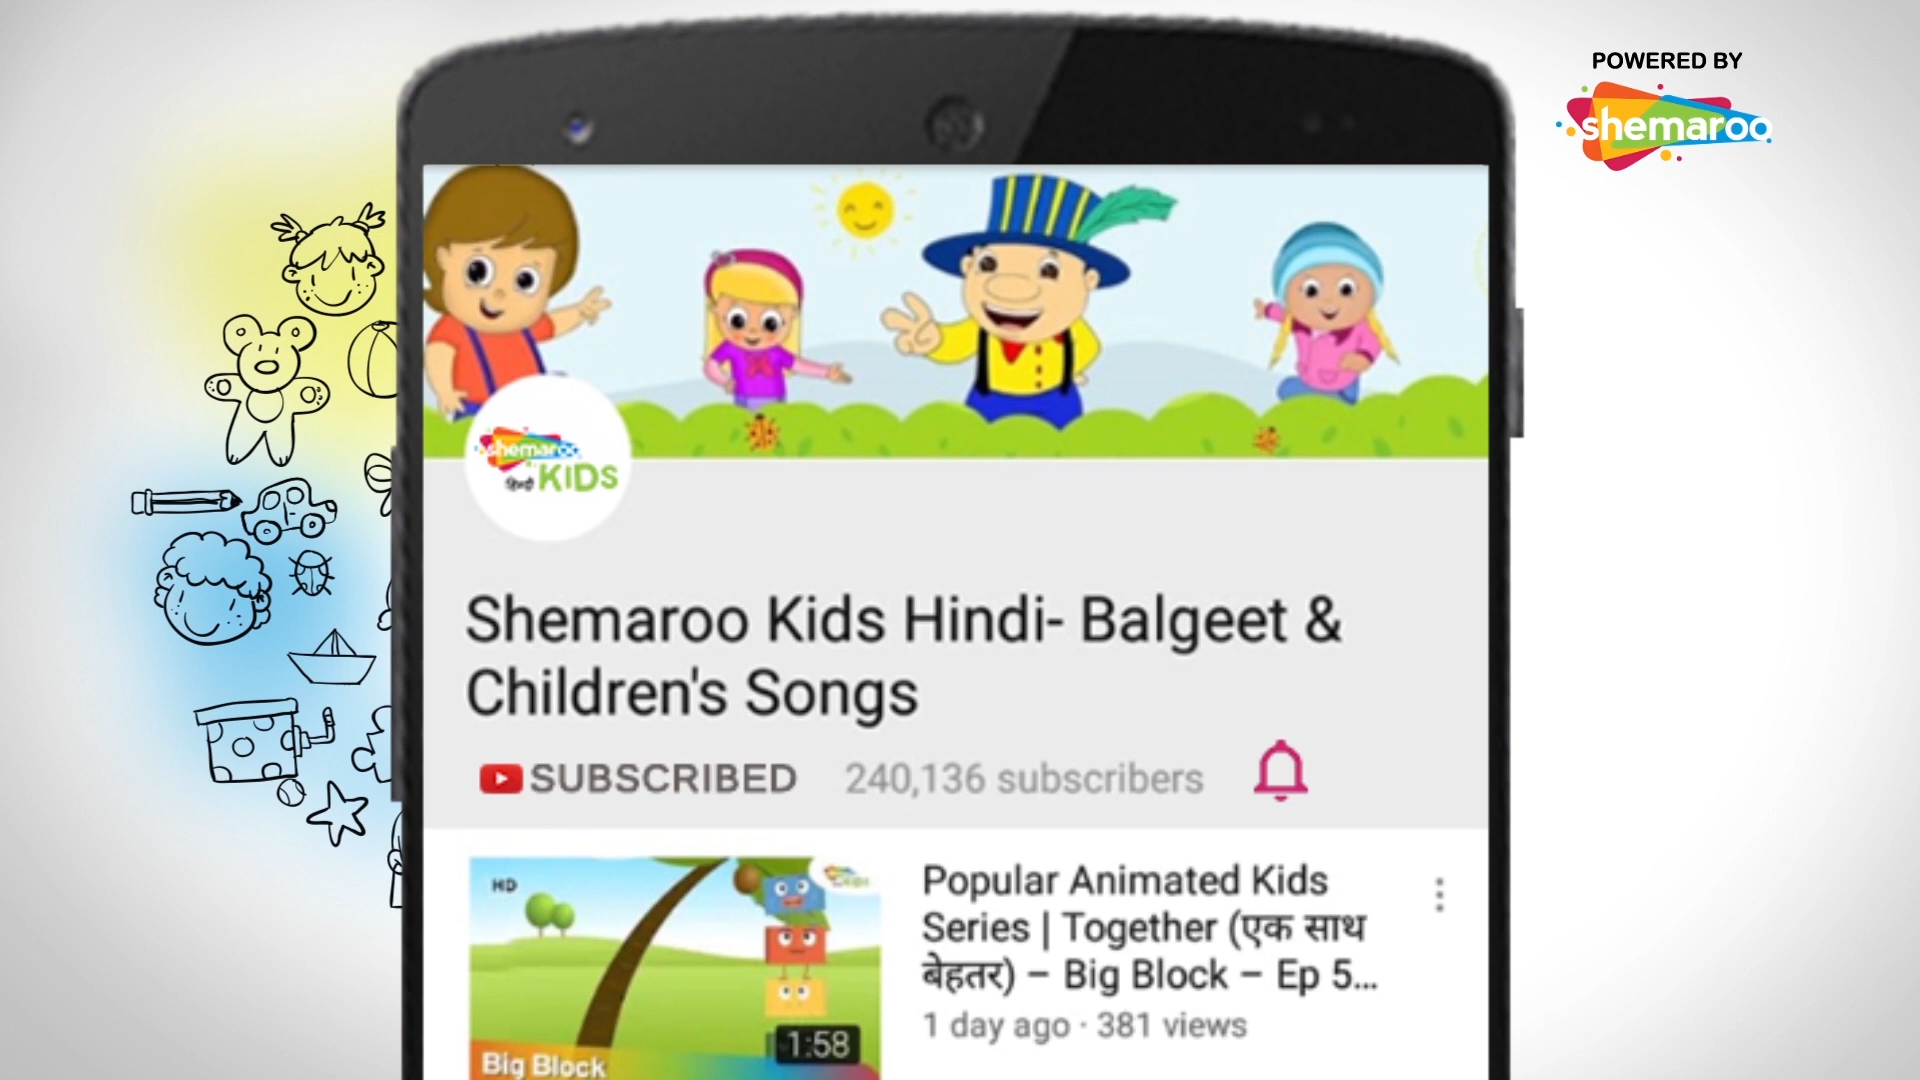 POWERED BY
shemaroo
shemaroo
हिन्दी KIDS
Shemaroo Kids Hindi- Balgeet &
Children's Songs
SUBSCRIBED 240,136 subscribers
HD
Popular Animated Kids
Series | Together (एक साथ
बेहतर) – Big Block – Ep 5...
1 day ago · 381 views
1:58
Big Block